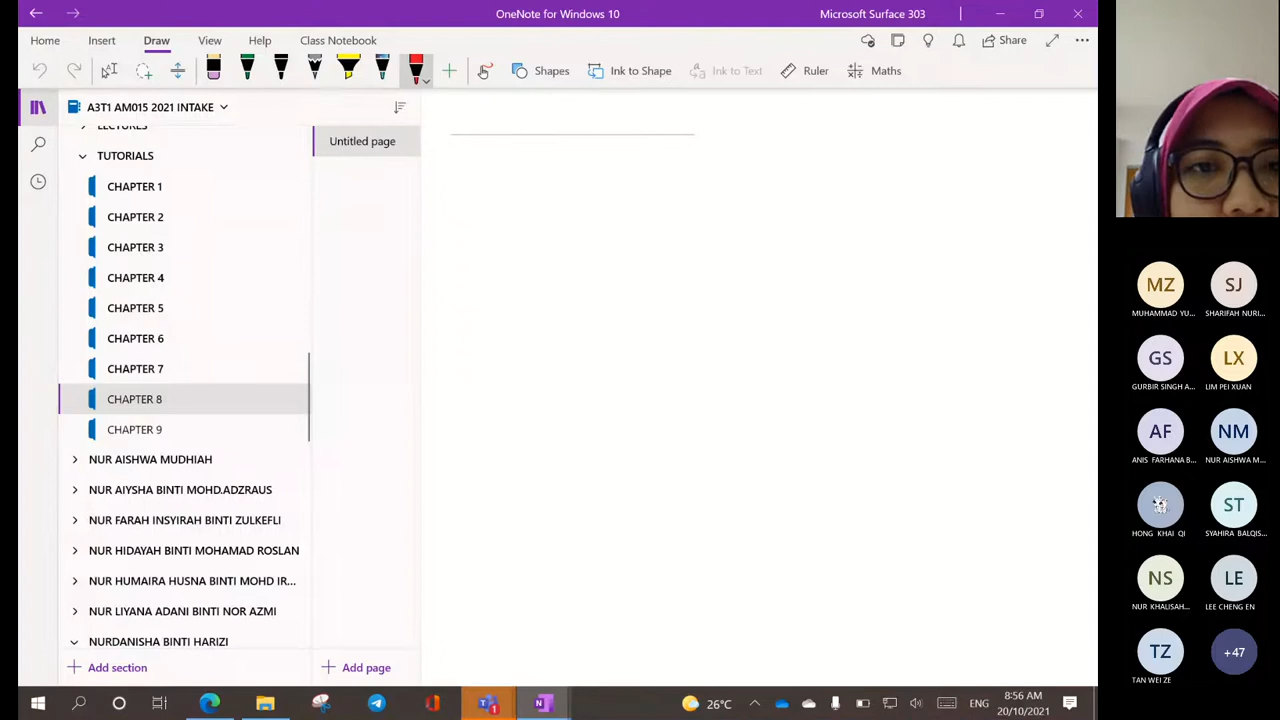 OneNote for Windows 10
Microsoft Surface 303
Home
Insert
Draw
View
Help
Class Notebook
Share
Shapes
Ink to Shape
Ink to Text
Ruler
Maths
A3T1 AM015 2021 INTAKE
LECTURES
TUTORIALS
CHAPTER 1
CHAPTER 2
CHAPTER 3
CHAPTER 4
CHAPTER 5
CHAPTER 6
CHAPTER 7
CHAPTER 8
CHAPTER 9
NUR AISHWA MUDHIAH
NUR AIYSHA BINTI MOHD.ADZRAUS
NUR FARAH INSYIRAH BINTI ZULKEFLI
NUR HIDAYAH BINTI MOHAMAD ROSLAN
NUR HUMAIRA HUSNA BINTI MOHD IR...
NUR LIYANA ADANI BINTI NOR AZMI
NURDANISHA BINTI HARIZI
Add section
Untitled page
Add page
MZ
MUHAMMAD YU...
SJ
SHARIFAH NURI...
GS
GURBIR SINGH A...
LX
LIM PEI XUAN
AF
ANIS FARHANA B...
NM
NUR AISHWA M...
HONG KHAI QI
ST
SYAHIRA BALQIS...
NS
NUR KHALISAH...
LE
LEE CHENG EN
TZ
TAN WEI ZE
+47
1
26°C
ENG
8:56 AM
20/10/2021